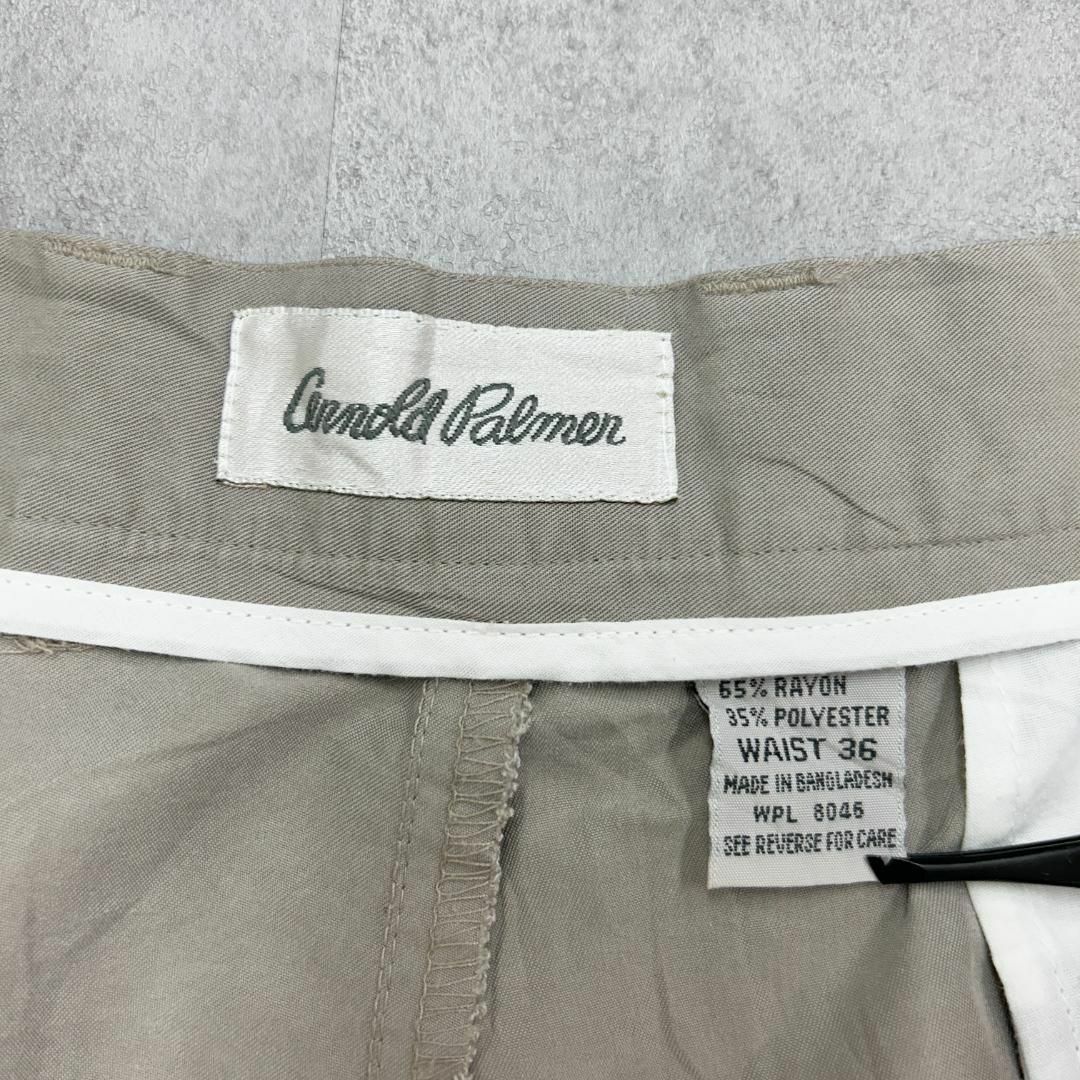 Arnold Palmer
65% RAYON
35% POLYESTER
WAIST 36
MADE IN BANGLADESH
WPL 8046
SEE REVERSE FOR CARE